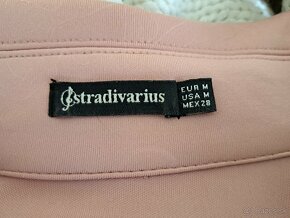 stradivarius
EUR M
USA M
MEX 28